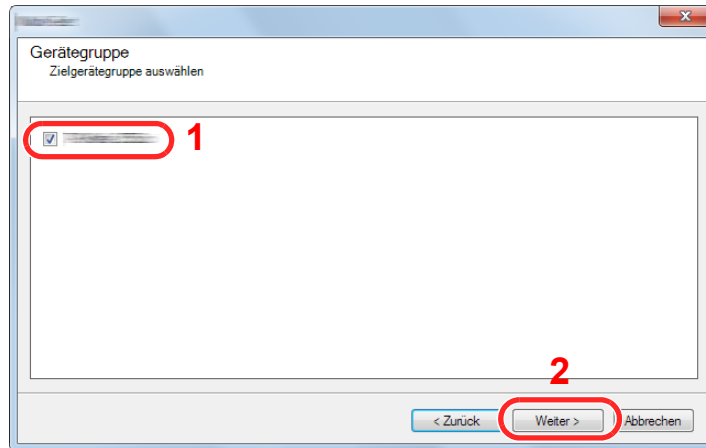 Gerätegruppe
Zielgerätegruppe auswählen
1
2
< Zurück Weiter > Abbrechen